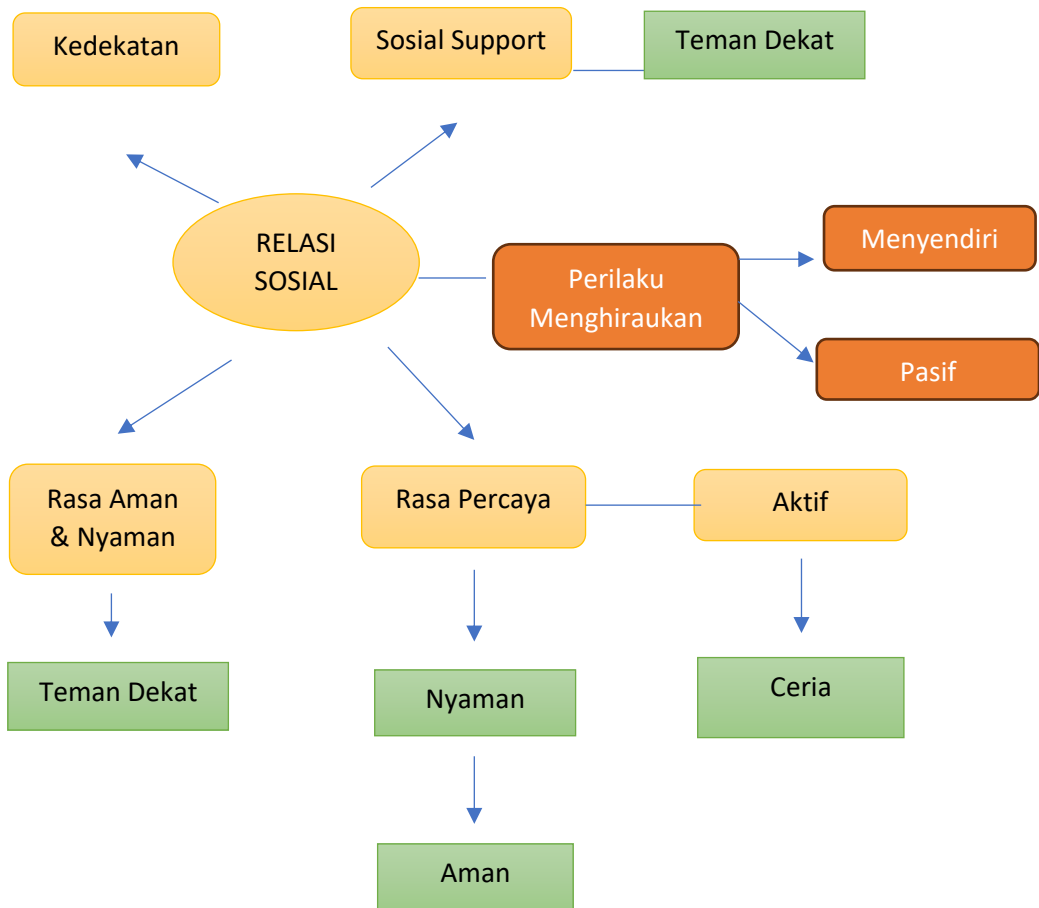 Kedekatan
Sosial Support
Teman Dekat
RELASI
SOSIAL
Perilaku
Menghiraukan
Menyendiri
Pasif
Rasa Aman
& Nyaman
Rasa Percaya
Aktif
Teman Dekat
Nyaman
Ceria
Aman